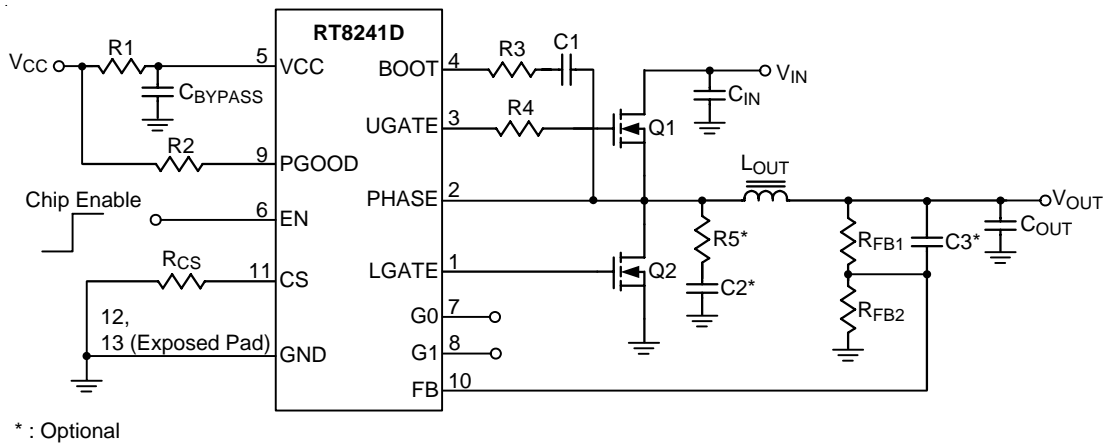 RT8241D
VCC
R1
5
VCC
CBYPASS
R2
9
PGOOD
Chip Enable
6
EN
RCS
11
CS
12,
13 (Exposed Pad)
GND
BOOT
4
R3
C1
UGATE
3
R4
Q1
VIN
CIN
PHASE
2
LOUT
VOUT
COUT
R5*
C2*
RFB1
C3*
RFB2
LGATE
1
Q2
G0
7
G1
8
FB
10
* : Optional